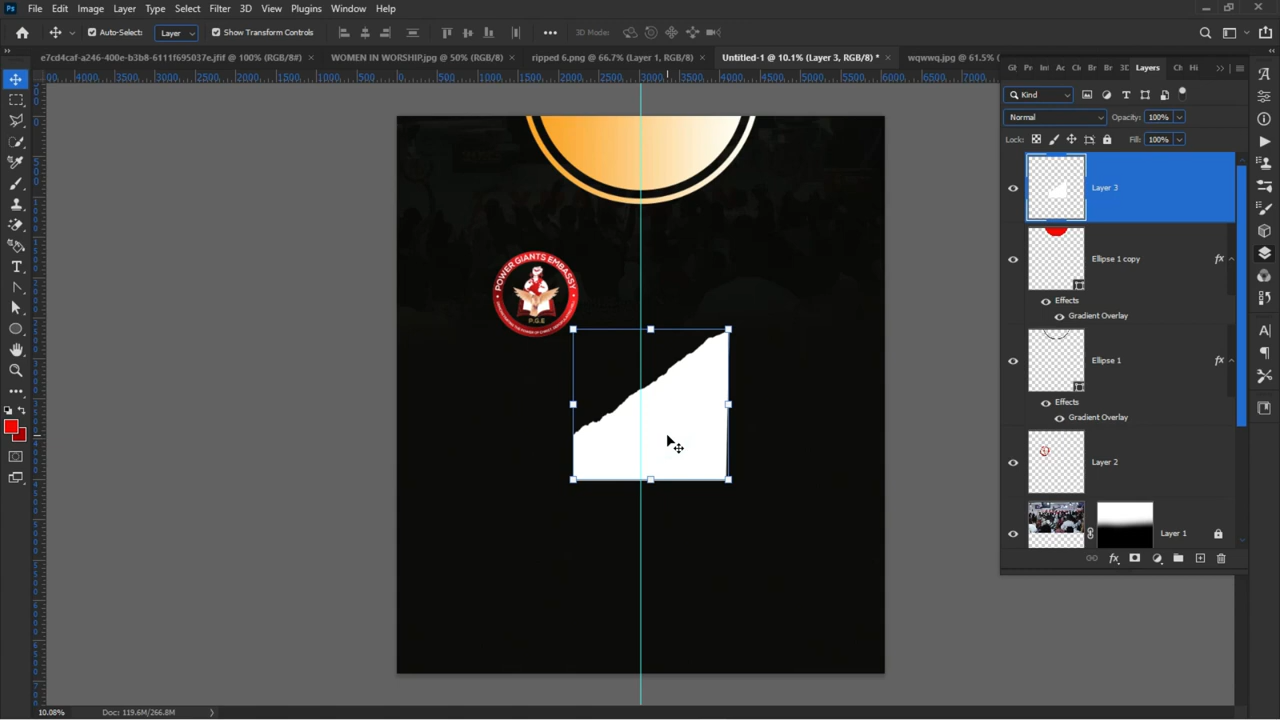 Ps File Edit Image Layer Type Select Filter 3D View Plugins Window Help
Auto-Select: Layer Show Transform Controls 3D Mode:
e7cd4caf-a246-400e-b3b8-6111f695037e.jfif @ 100% (RGB/8#) × WOMEN IN WORSHIP.jpg @ 50% (RGB/8) × ripped 6.png @ 66.7% (Layer 1, RGB/8) × Untitled-1 @ 10.1% (Layer 3, RGB/8) * × wqwwq.jpg @ 61.5% (
Layers
Kind
Normal Opacity: 100%
Lock: Fill: 100%
Layer 3
Ellipse 1 copy fx
Effects
Gradient Overlay
Ellipse 1 fx
Effects
Gradient Overlay
Layer 2
Layer 1
POWER GIANTS EMBASSY
P.G.E
10.08% Doc: 119.6M/266.8M